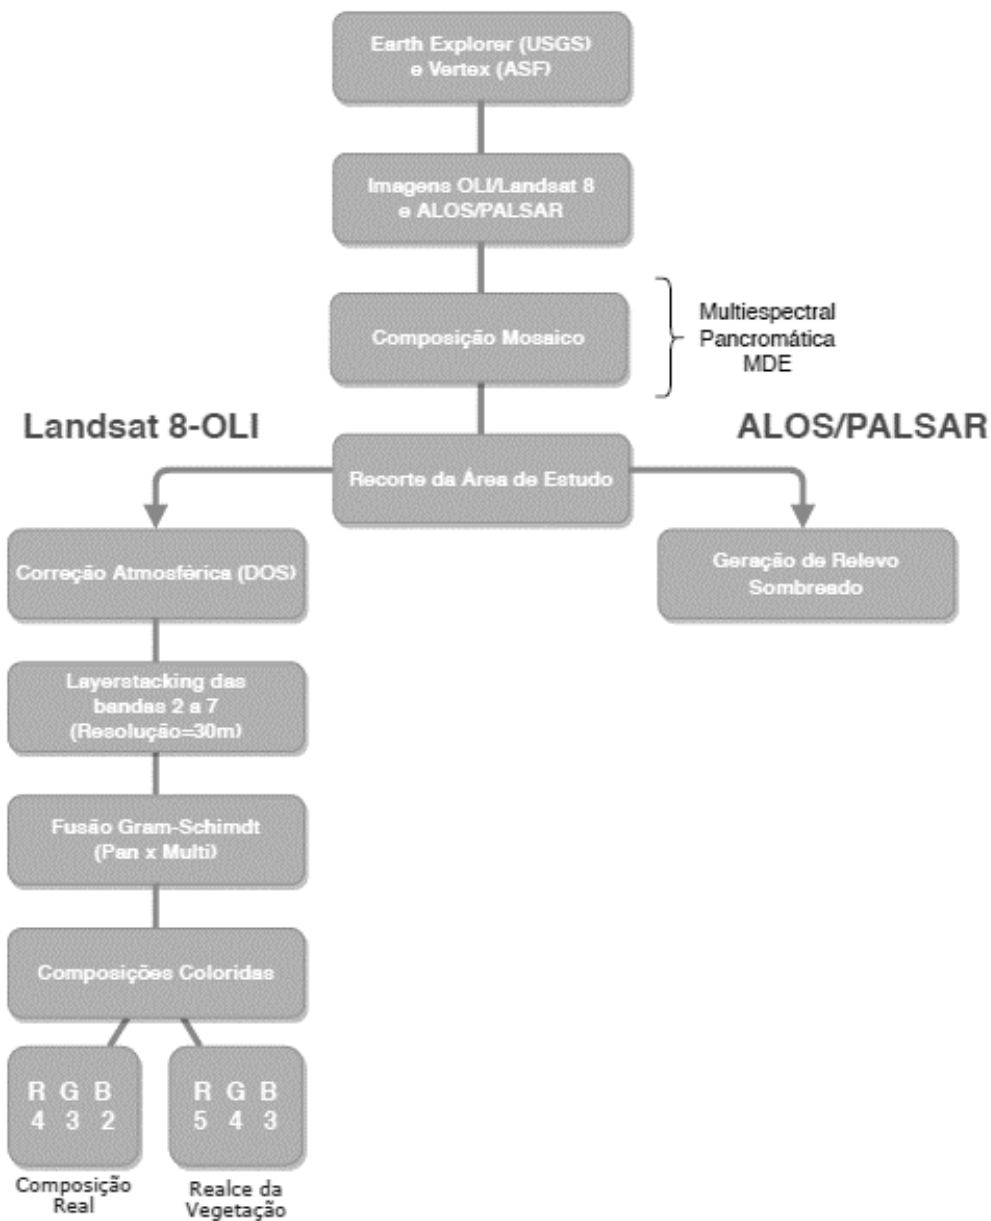 Earth Explorer (USGS)
e Vertex (ASF)
Imagens OLI/Landsat 8
e ALOS/PALSAR
Composição Mosaico
Multiespectral
Pancromática
MDE
Landsat 8-OLI
ALOS/PALSAR
Recorte da Área de Estudo
Correção Atmosférica (DOS)
Geração de Relevo
Sombreado
Layerstacking das
bandas 2 a 7
(Resolução=30m)
Fusão Gram-Schimdt
(Pan x Multi)
Composições Coloridas
R G B
4 3 2
R G B
5 4 3
Composição
Real
Realce da
Vegetação